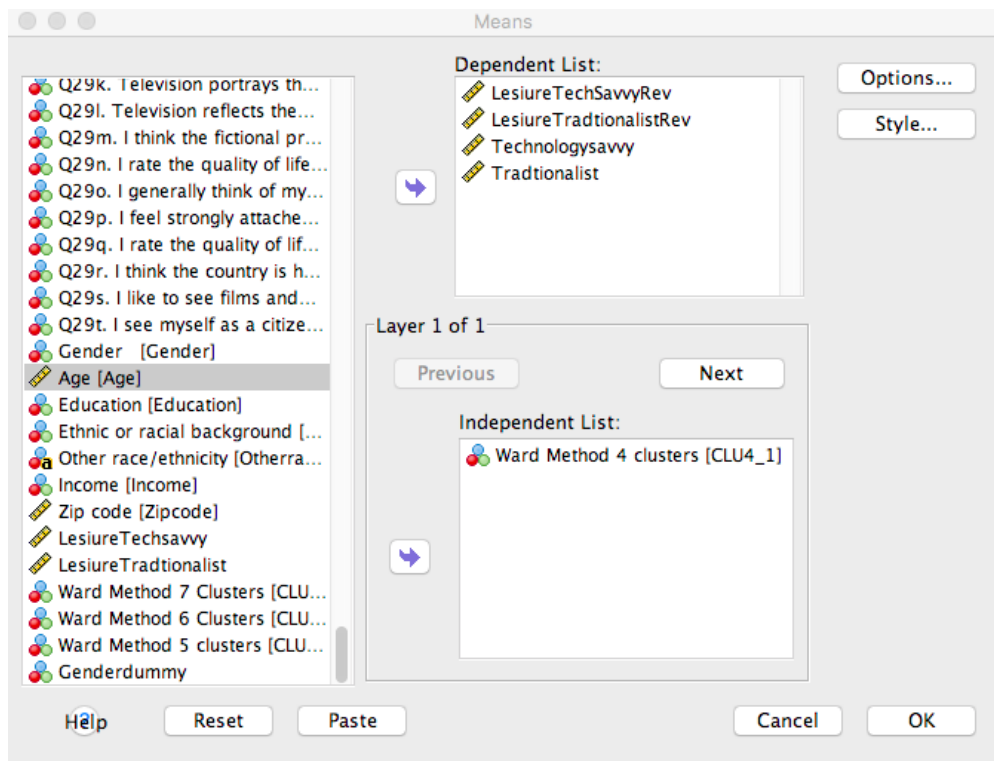 Means
Q29k. Television portrays th...
Q29l. Television reflects the...
Q29m. I think the fictional pr...
Q29n. I rate the quality of life...
Q29o. I generally think of my...
Q29p. I feel strongly attache...
Q29q. I rate the quality of lif...
Q29r. I think the country is h...
Q29s. I like to see films and...
Q29t. I see myself as a citize...
Gender [Gender]
Age [Age]
Education [Education]
Ethnic or racial background [...
Other race/ethnicity [Otherra...
Income [Income]
Zip code [Zipcode]
LesiureTechsavvy
LesiureTradtionalist
Ward Method 7 Clusters [CLU...
Ward Method 6 Clusters [CLU...
Ward Method 5 clusters [CLU...
Genderdummy
Dependent List:
LesiureTechSavvyRev
LesiureTradtionalistRev
Technologysavvy
Tradtionalist
Options...
Style...
Layer 1 of 1
Previous
Next
Independent List:
Ward Method 4 clusters [CLU4_1]
a
Help
?
Reset
Paste
Cancel
OK